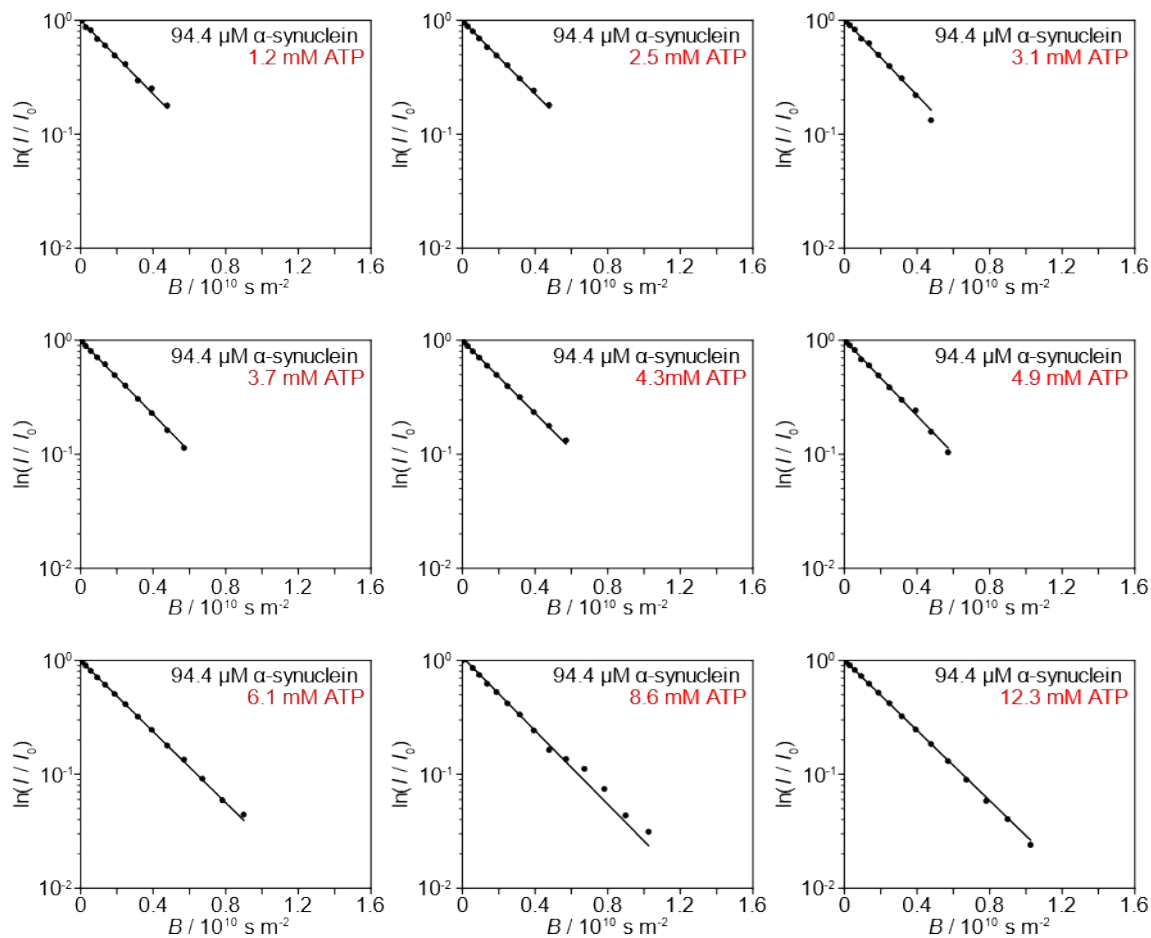 10⁰
94.4 µM α-synuclein
1.2 mM ATP
ln(I / I₀)
10⁻¹
10⁻²
0 0.4 0.8 1.2 1.6
B / 10¹⁰ s m⁻²
10⁰
94.4 µM α-synuclein
2.5 mM ATP
ln(I / I₀)
10⁻¹
10⁻²
0 0.4 0.8 1.2 1.6
B / 10¹⁰ s m⁻²
10⁰
94.4 µM α-synuclein
3.1 mM ATP
ln(I / I₀)
10⁻¹
10⁻²
0 0.4 0.8 1.2 1.6
B / 10¹⁰ s m⁻²
10⁰
94.4 µM α-synuclein
3.7 mM ATP
ln(I / I₀)
10⁻¹
10⁻²
0 0.4 0.8 1.2 1.6
B / 10¹⁰ s m⁻²
10⁰
94.4 µM α-synuclein
4.3mM ATP
ln(I / I₀)
10⁻¹
10⁻²
0 0.4 0.8 1.2 1.6
B / 10¹⁰ s m⁻²
10⁰
94.4 µM α-synuclein
4.9 mM ATP
ln(I / I₀)
10⁻¹
10⁻²
0 0.4 0.8 1.2 1.6
B / 10¹⁰ s m⁻²
10⁰
94.4 µM α-synuclein
6.1 mM ATP
ln(I / I₀)
10⁻¹
10⁻²
0 0.4 0.8 1.2 1.6
B / 10¹⁰ s m⁻²
10⁰
94.4 µM α-synuclein
8.6 mM ATP
ln(I / I₀)
10⁻¹
10⁻²
0 0.4 0.8 1.2 1.6
B / 10¹⁰ s m⁻²
10⁰
94.4 µM α-synuclein
12.3 mM ATP
ln(I / I₀)
10⁻¹
10⁻²
0 0.4 0.8 1.2 1.6
B / 10¹⁰ s m⁻²